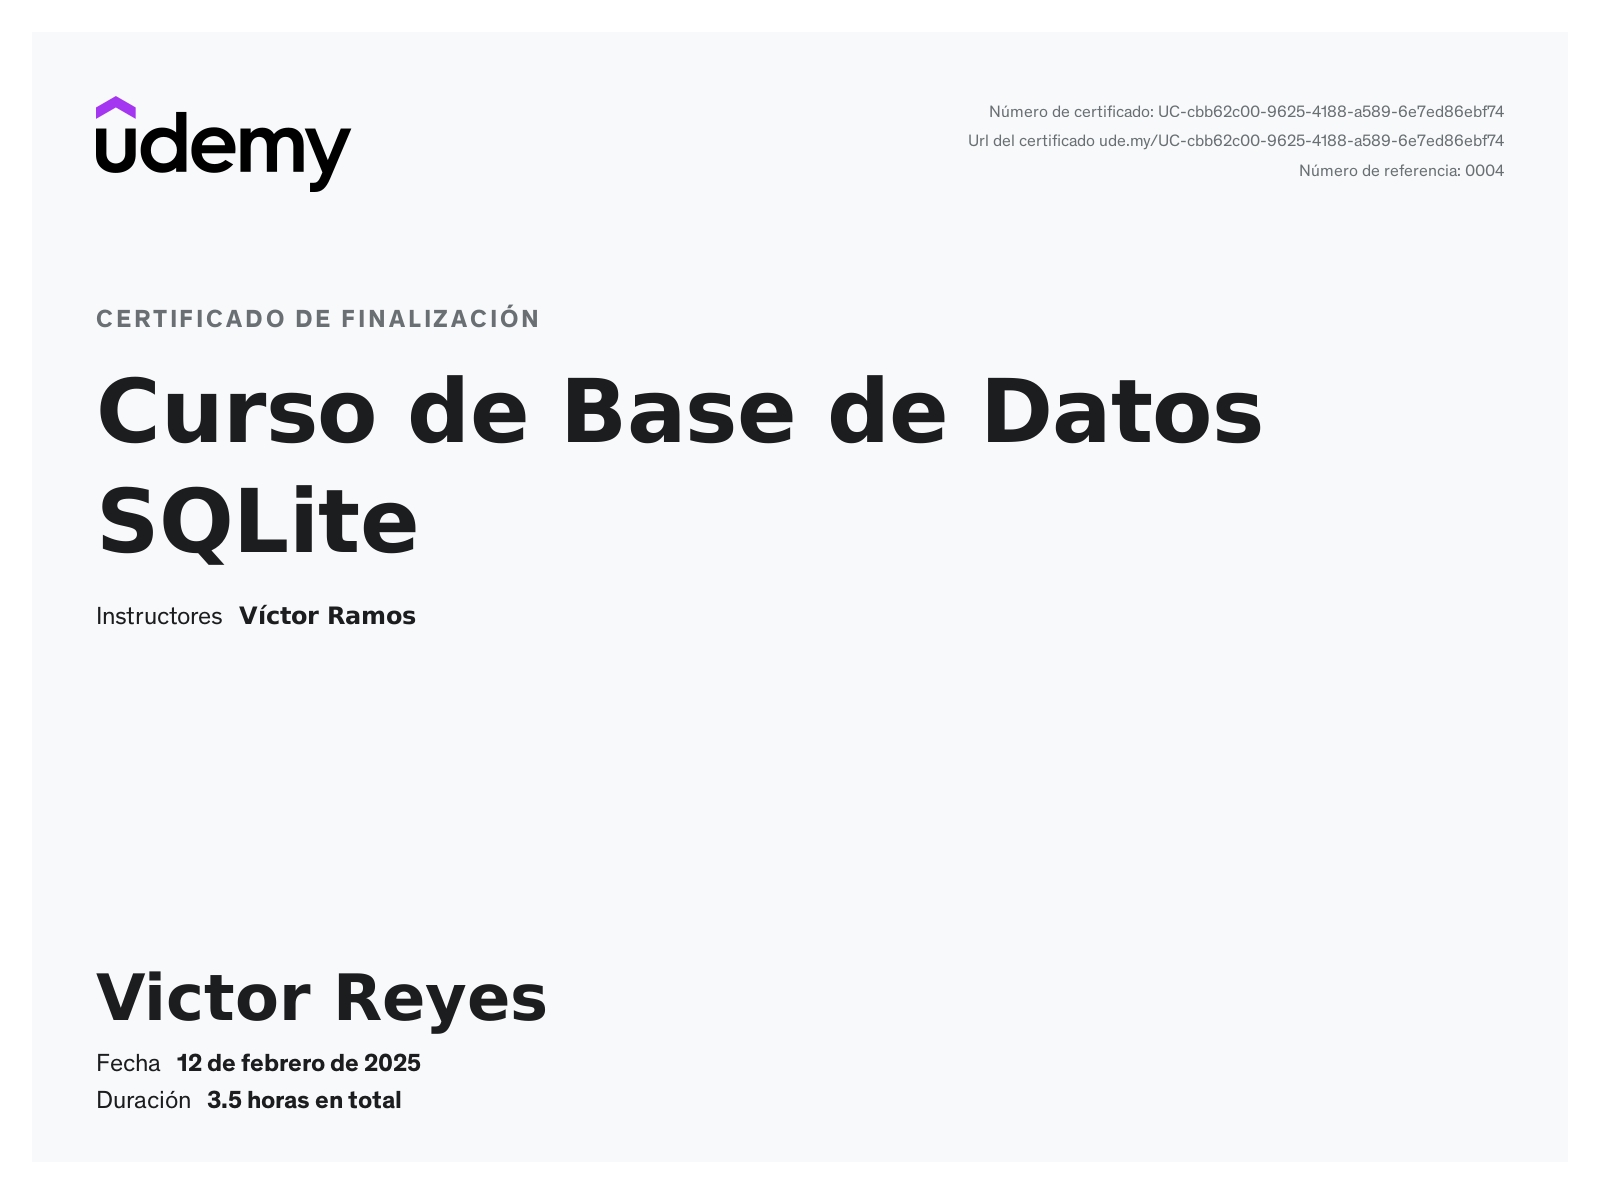 udemy
Número de certificado: UC-cbb62c00-9625-4188-a589-6e7ed86ebf74
Url del certificado ude.my/UC-cbb62c00-9625-4188-a589-6e7ed86ebf74
Número de referencia: 0004
CERTIFICADO DE FINALIZACIÓN
Curso de Base de Datos
SQLite
Instructores Víctor Ramos
Victor Reyes
Fecha 12 de febrero de 2025
Duración 3.5 horas en total